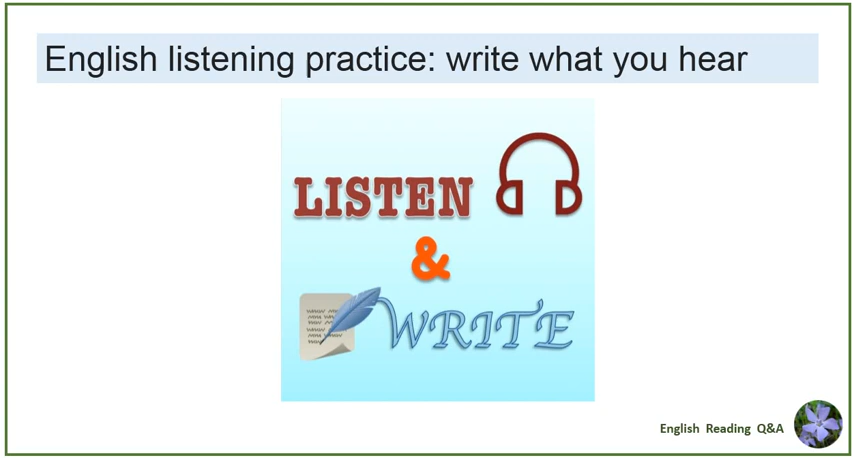 English listening practice: write what you hear
LISTEN
&
WRITE
English Reading Q&A